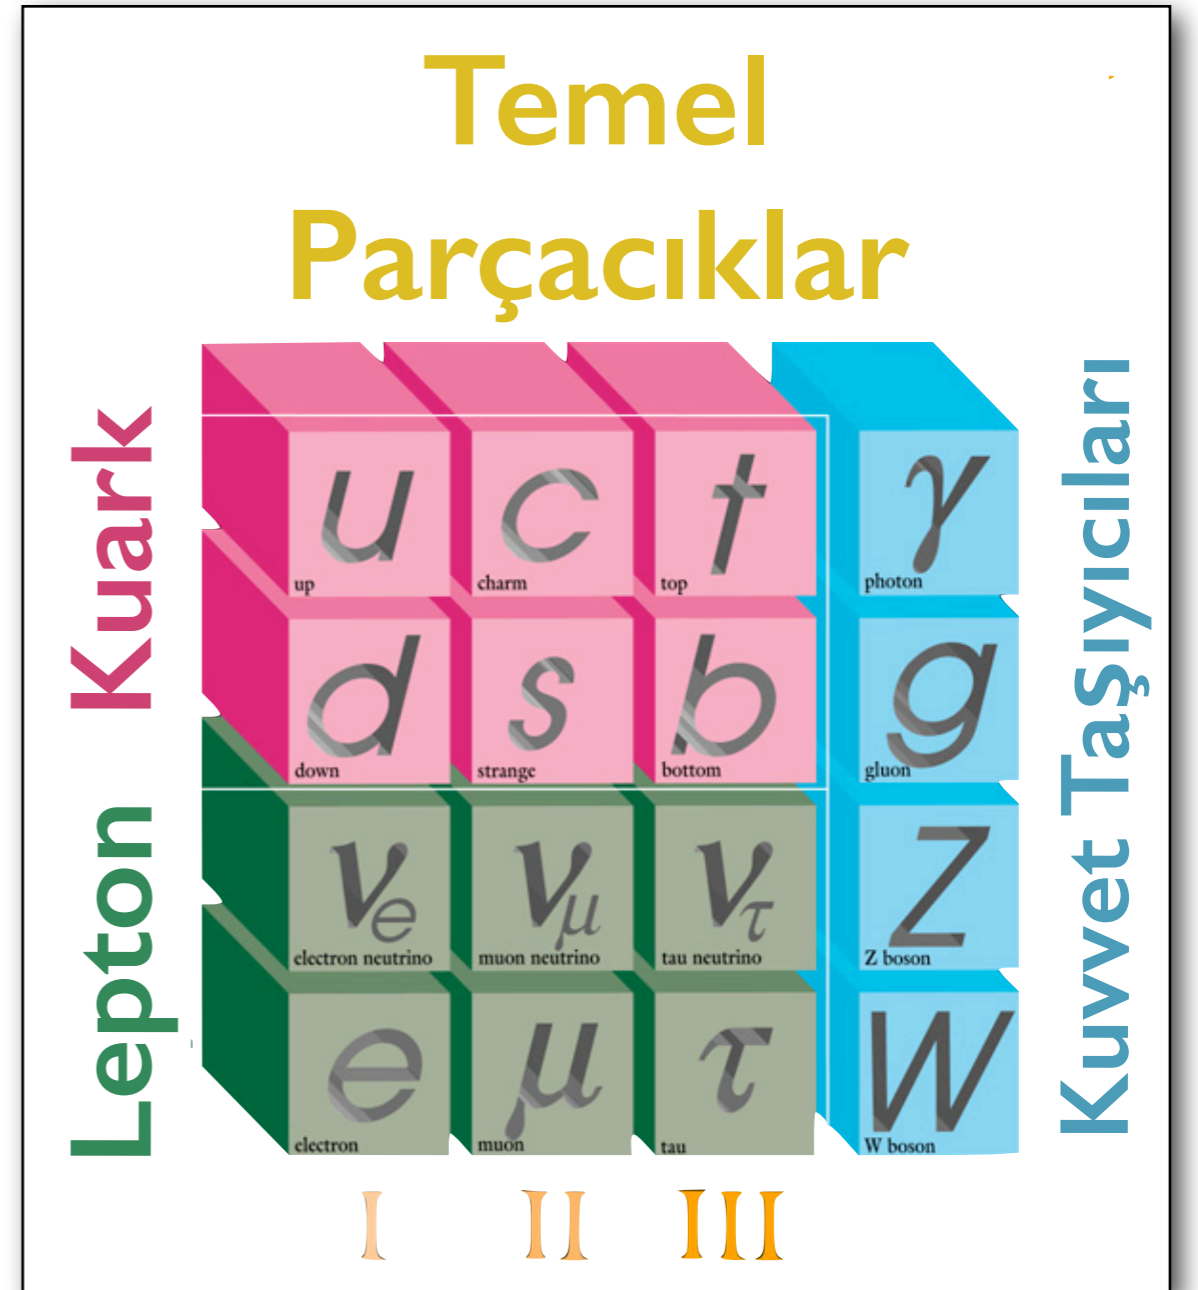 Temel
Parçacıklar
Kuark
Lepton
Kuvvet Taşıyıcıları
u
up
c
charm
t
top
γ
photon
d
down
s
strange
b
bottom
g
gluon
νe
electron neutrino
νμ
muon neutrino
ντ
tau neutrino
Z
Z boson
e
electron
μ
muon
τ
tau
W
W boson
I II III